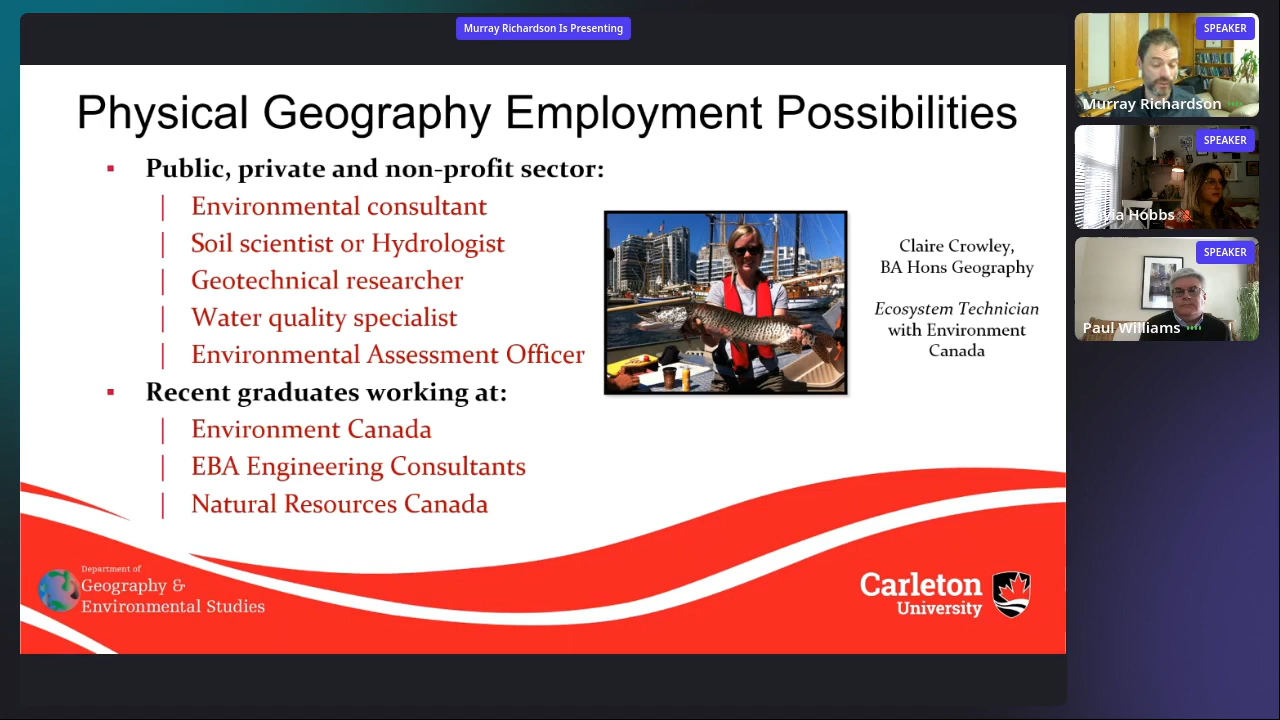 Murray Richardson Is Presenting
Physical Geography Employment Possibilities
Public, private and non-profit sector:
Environmental consultant
Soil scientist or Hydrologist
Geotechnical researcher
Water quality specialist
Environmental Assessment Officer
Recent graduates working at:
Environment Canada
EBA Engineering Consultants
Natural Resources Canada
Claire Crowley,
BA Hons Geography
Ecosystem Technician
with Environment
Canada
Department of
Geography &
Environmental Studies
Carleton
University
SPEAKER
Murray Richardson
SPEAKER
Hobbs
SPEAKER
Paul Williams